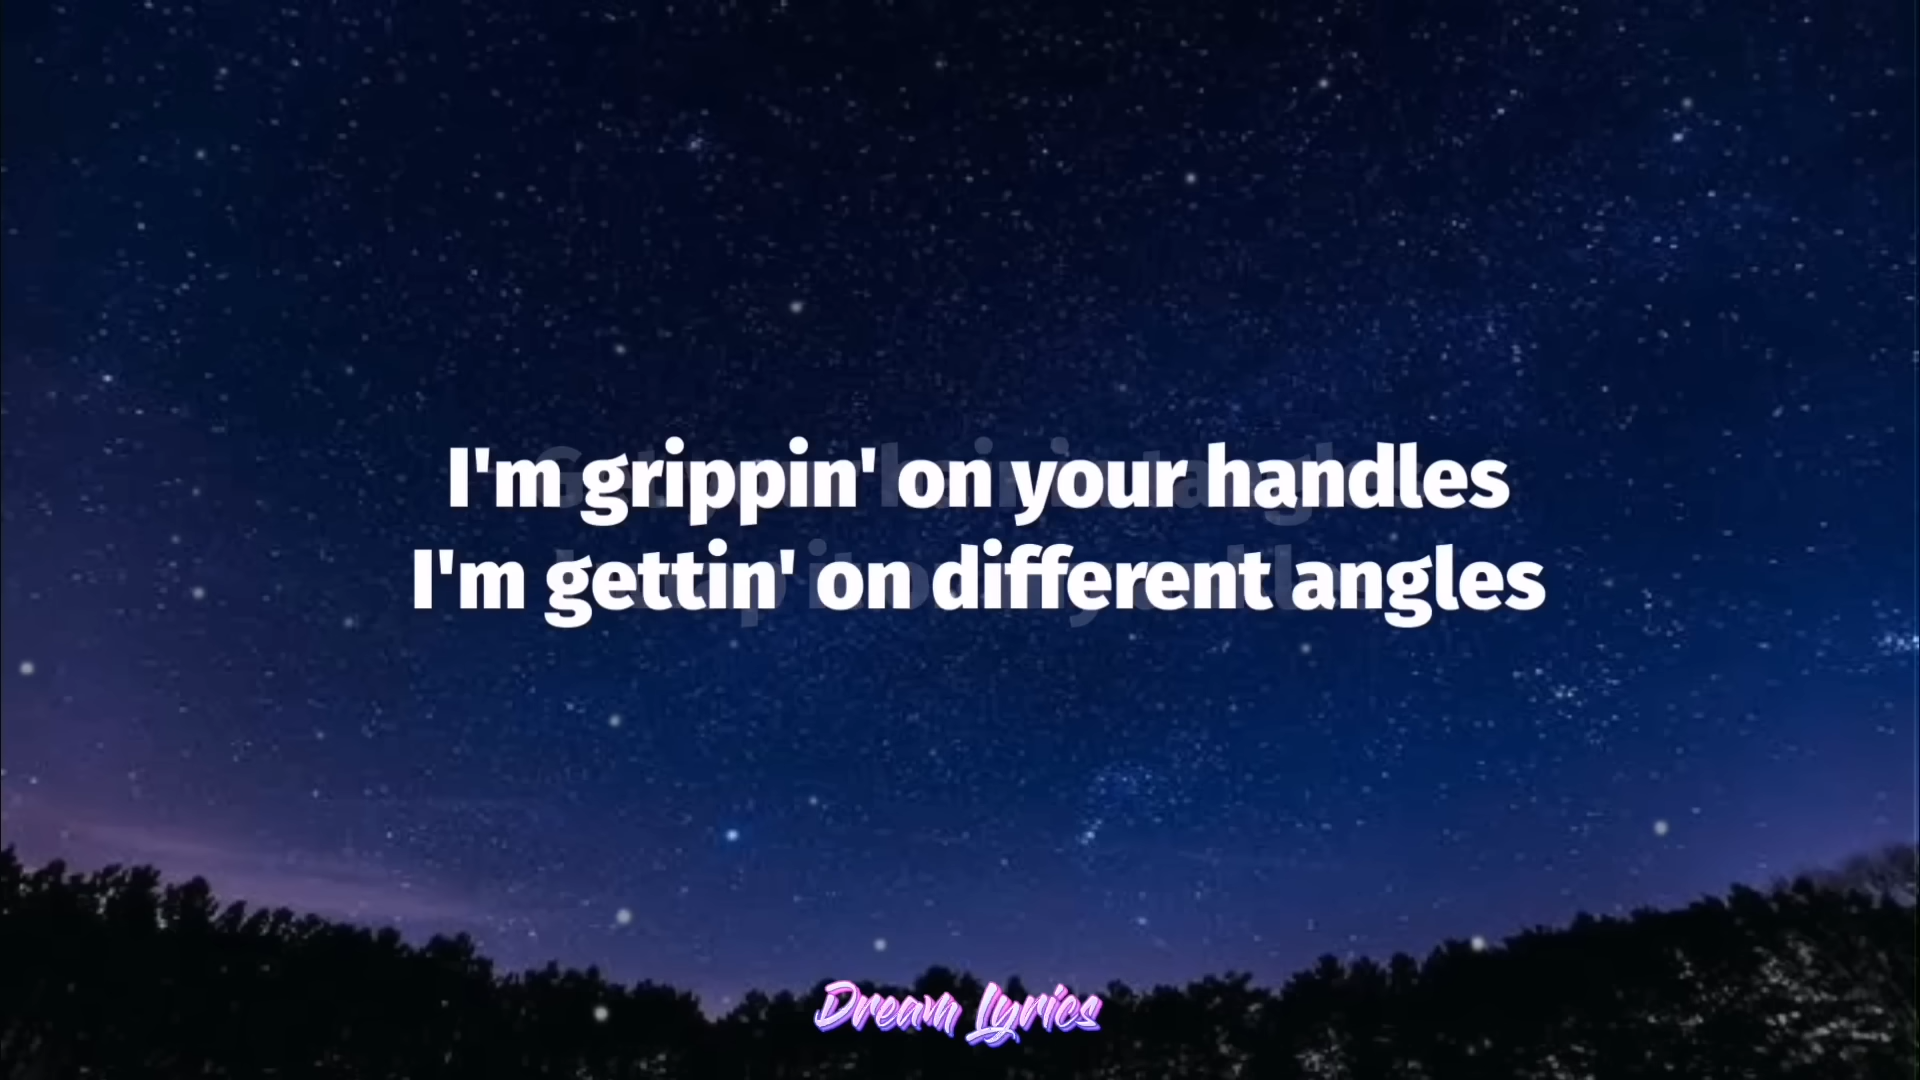 I'm grippin' on your handles
I'm gettin' on different angles
Dream Lyrics